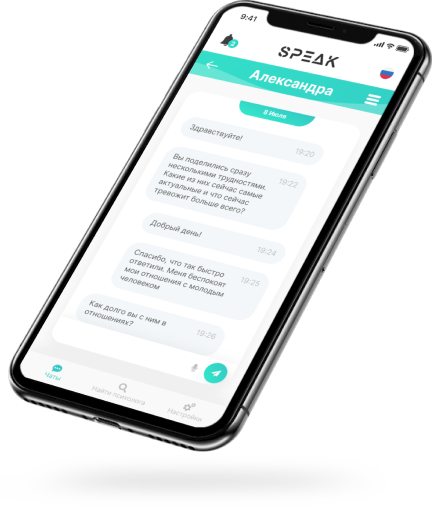 9:41
2
SPEAK
Александра
8 Июля
Здравствуйте!
19:20
Вы поделились сразу
несколькими трудностями.
Какие из них сейчас самые
актуальные и что сейчас
тревожит больше всего?
19:22
Добрый день!
19:24
Спасибо, что так быстро
ответили. Меня беспокоят
мои отношения с молодым
человеком
19:25
Как долго вы с ним в
отношениях?
19:26
Чаты
Найти психолога
Настройки